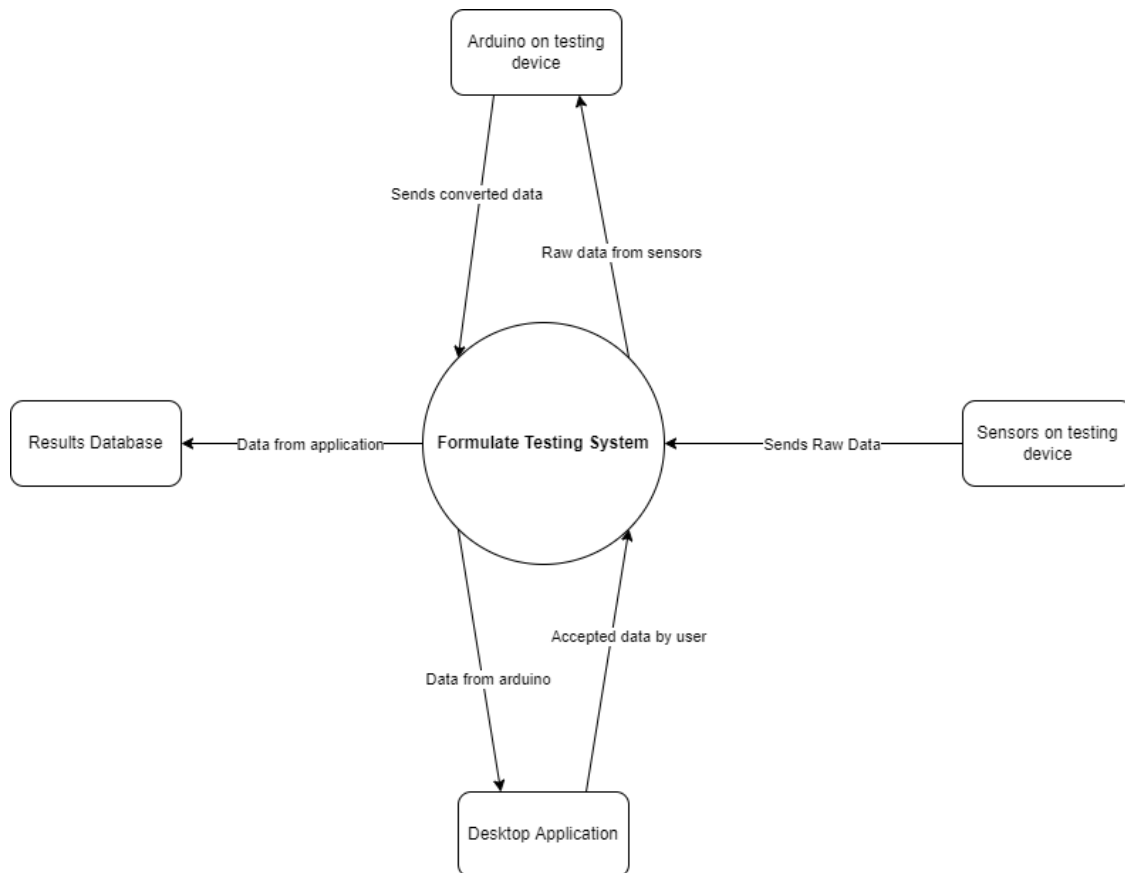 Arduino on testing
device
Sends converted data
Raw data from sensors
Results Database
Data from application
Formulate Testing System
Sends Raw Data
Sensors on testing
device
Accepted data by user
Data from arduino
Desktop Application